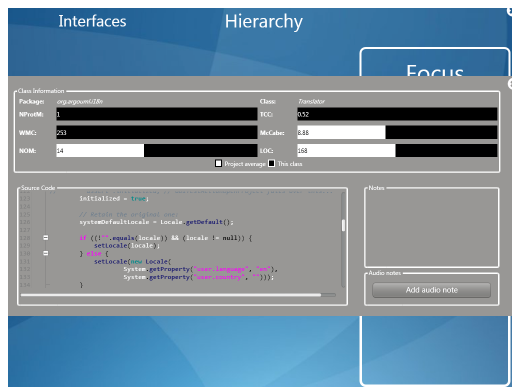 Interfaces
Hierarchy
Focus
Class Information
Package: org.argouml.i18n Class: Translator
NProtM: 1 TCC: 0.52
WMC: 253 McCabe: 8.88
NOM: 14 LOC: 168
Project average This class
Source Code
initialized = true;
systemDefaultLocale = Locale.getDefault();
if ((!"".equals(locale)) && (locale != null)) {
setLocale(locale);
} else {
setLocale(new Locale(
System.getProperty("user.language", "en"),
System.getProperty("user.country", "")));
}
Notes
Audio notes
Add audio note